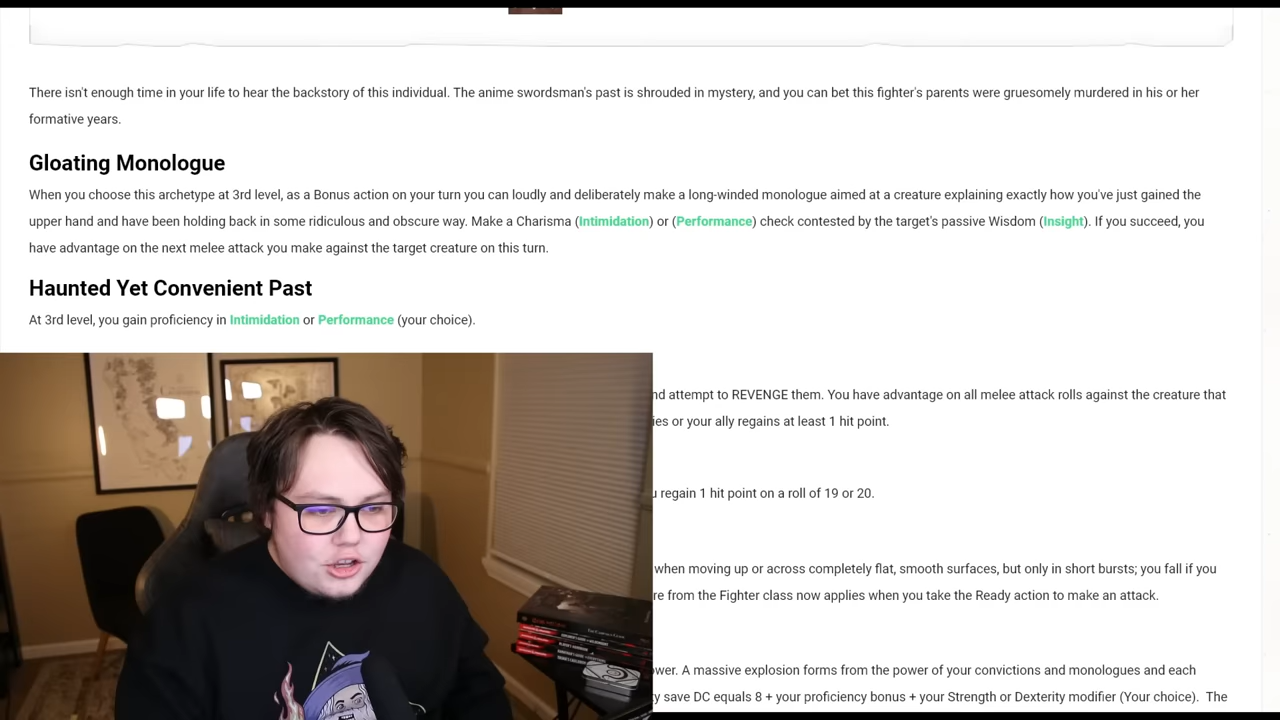 There isn't enough time in your life to hear the backstory of this individual. The anime swordsman's past is shrouded in mystery, and you can bet this fighter's parents were gruesomely murdered in his or her
formative years.
Gloating Monologue
When you choose this archetype at 3rd level, as a Bonus action on your turn you can loudly and deliberately make a long-winded monologue aimed at a creature explaining exactly how you've just gained the
upper hand and have been holding back in some ridiculous and obscure way. Make a Charisma (Intimidation) or (Performance) check contested by the target's passive Wisdom (Insight). If you succeed, you
have advantage on the next melee attack you make against the target creature on this turn.
Haunted Yet Convenient Past
At 3rd level, you gain proficiency in Intimidation or Performance (your choice).
nd attempt to REVENGE them. You have advantage on all melee attack rolls against the creature that
ies or your ally regains at least 1 hit point.
u regain 1 hit point on a roll of 19 or 20.
when moving up or across completely flat, smooth surfaces, but only in short bursts; you fall if you
re from the Fighter class now applies when you take the Ready action to make an attack.
ower. A massive explosion forms from the power of your convictions and monologues and each
ty save DC equals 8 + your proficiency bonus + your Strength or Dexterity modifier (Your choice). The